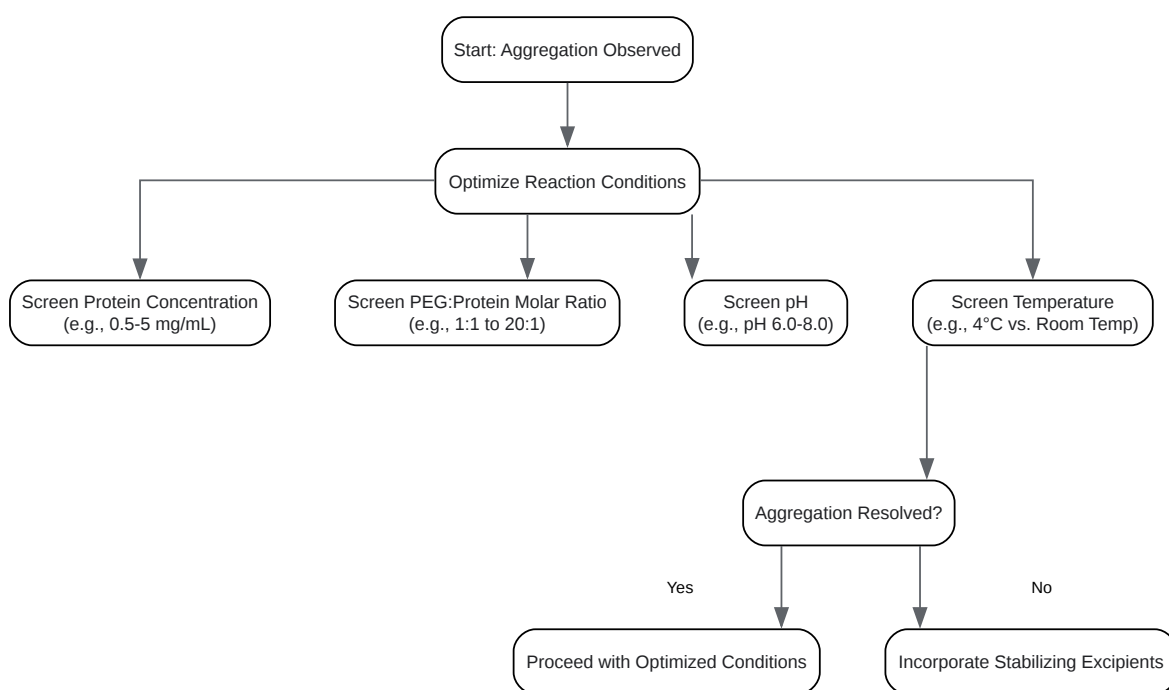 Start: Aggregation Observed
Optimize Reaction Conditions
Screen Protein Concentration
(e.g., 0.5-5 mg/mL)
Screen PEG:Protein Molar Ratio
(e.g., 1:1 to 20:1)
Screen pH
(e.g., pH 6.0-8.0)
Screen Temperature
(e.g., 4°C vs. Room Temp)
Aggregation Resolved?
Yes
No
Proceed with Optimized Conditions
Incorporate Stabilizing Excipients